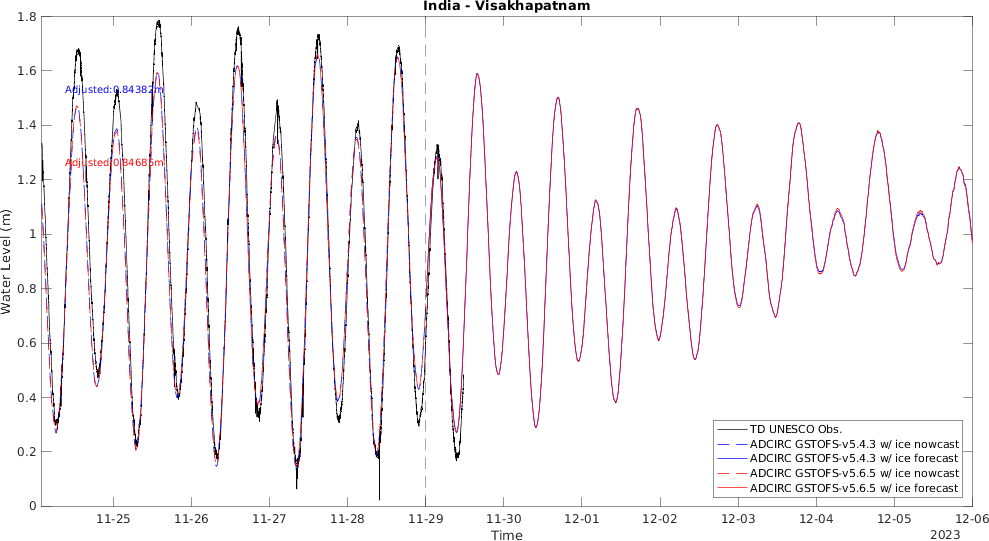 India - Visakhapatnam
1.8
1.6
1.4
1.2
1
0.8
0.6
0.4
0.2
0
Water Level (m)
Adjusted:0.84382m
Adjusted:0.84685m
TD UNESCO Obs.
ADCIRC GSTOFS-v5.4.3 w/ ice nowcast
ADCIRC GSTOFS-v5.4.3 w/ ice forecast
ADCIRC GSTOFS-v5.6.5 w/ ice nowcast
ADCIRC GSTOFS-v5.6.5 w/ ice forecast
11-25 11-26 11-27 11-28 11-29 11-30 12-01 12-02 12-03 12-04 12-05 12-06
Time
2023